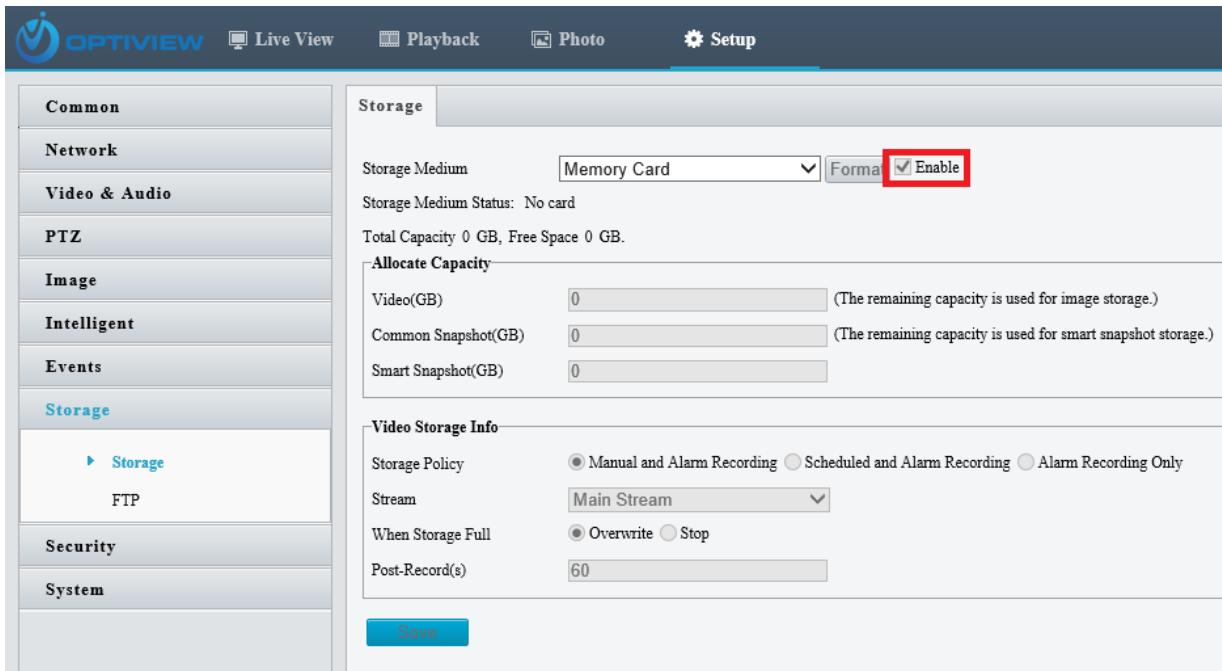 OPTIVIEW Live View Playback Photo Setup
Common
Network
Video & Audio
PTZ
Image
Intelligent
Events
Storage
Storage
FTP
Security
System
Storage
Storage Medium Memory Card Format Enable
Storage Medium Status: No card
Total Capacity 0 GB, Free Space 0 GB.
Allocate Capacity
Video(GB) 0 (The remaining capacity is used for image storage.)
Common Snapshot(GB) 0 (The remaining capacity is used for smart snapshot storage.)
Smart Snapshot(GB) 0
Video Storage Info
Storage Policy Manual and Alarm Recording Scheduled and Alarm Recording Alarm Recording Only
Stream Main Stream
When Storage Full Overwrite Stop
Post-Record(s) 60
Save